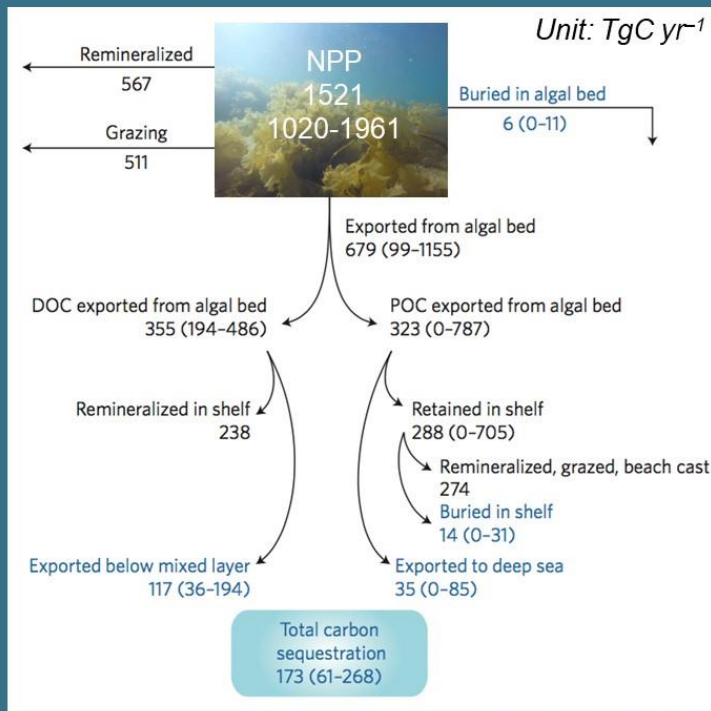 Unit: TgC yr⁻¹
Remineralized
567
NPP
1521
1020-1961
Buried in algal bed
6 (0–11)
Grazing
511
Exported from algal bed
679 (99–1155)
DOC exported from algal bed
355 (194–486)
POC exported from algal bed
323 (0–787)
Remineralized in shelf
238
Retained in shelf
288 (0–705)
Remineralized, grazed, beach cast
274
Buried in shelf
14 (0–31)
Exported below mixed layer
117 (36–194)
Exported to deep sea
35 (0–85)
Total carbon
sequestration
173 (61–268)